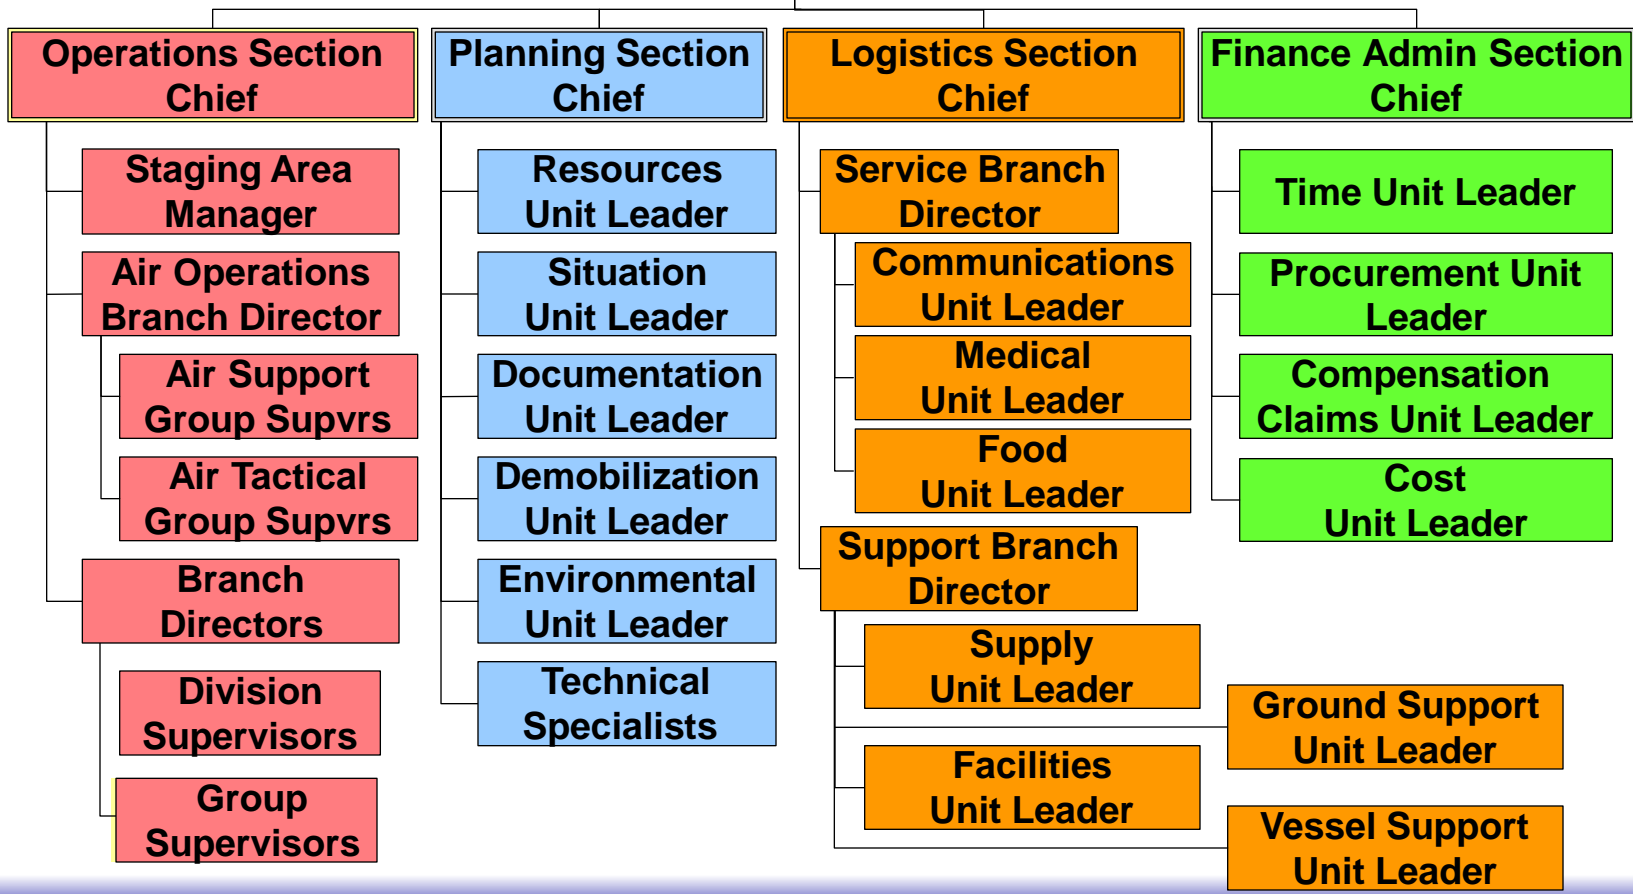 Operations Section
Chief
Staging Area
Manager
Air Operations
Branch Director
Air Support
Group Supvrs
Air Tactical
Group Supvrs
Branch
Directors
Division
Supervisors
Group
Supervisors
Planning Section
Chief
Resources
Unit Leader
Situation
Unit Leader
Documentation
Unit Leader
Demobilization
Unit Leader
Environmental
Unit Leader
Technical
Specialists
Logistics Section
Chief
Service Branch
Director
Communications
Unit Leader
Medical
Unit Leader
Food
Unit Leader
Support Branch
Director
Supply
Unit Leader
Ground Support
Unit Leader
Facilities
Unit Leader
Vessel Support
Unit Leader
Finance Admin Section
Chief
Time Unit Leader
Procurement Unit
Leader
Compensation
Claims Unit Leader
Cost
Unit Leader